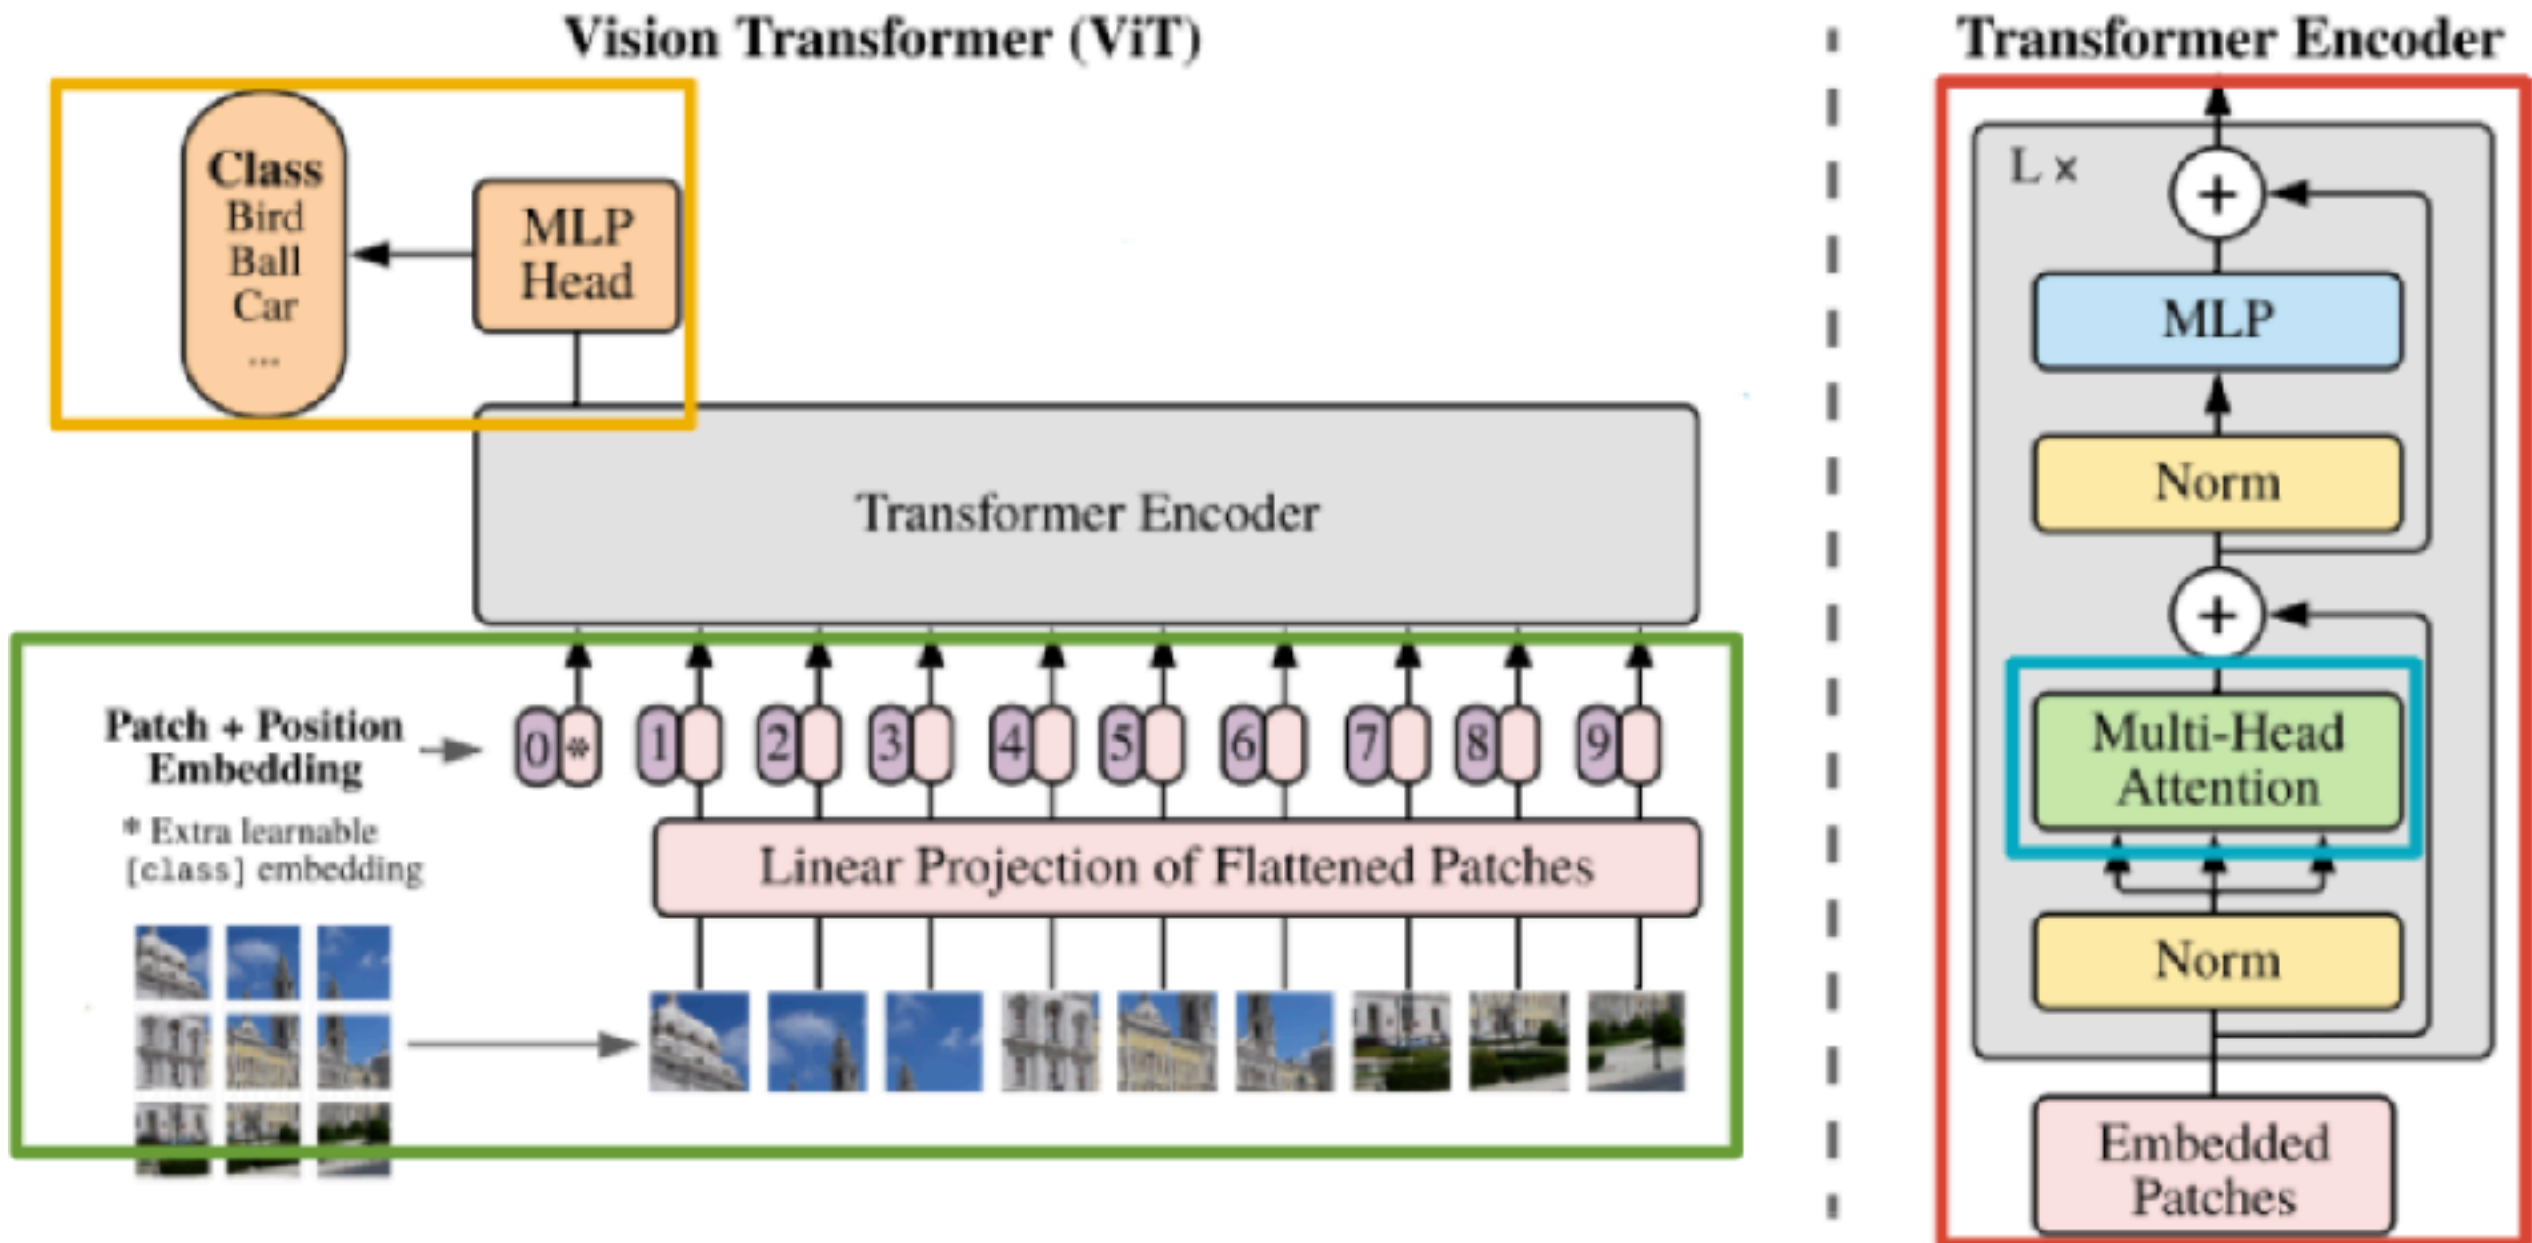 Vision Transformer (ViT)
Class
Bird
Ball
Car
...
MLP
Head
Transformer Encoder
Patch + Position
Embedding
* Extra learnable
[class] embedding
0 * 1 2 3 4 5 6 7 8 9
Linear Projection of Flattened Patches
Transformer Encoder
L x
+
MLP
Norm
+
Multi-Head
Attention
Norm
Embedded
Patches